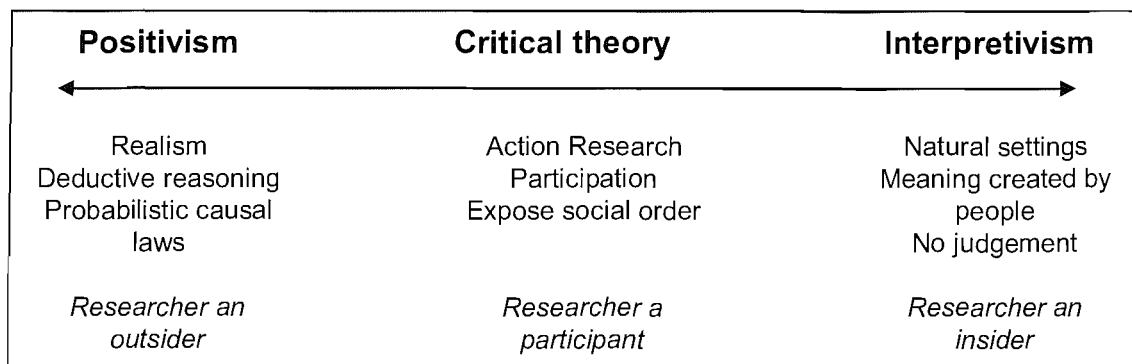 Positivism Critical theory Interpretivism
Realism
Deductive reasoning
Probabilistic causal
laws
Researcher an
outsider
Action Research
Participation
Expose social order
Researcher a
participant
Natural settings
Meaning created by
people
No judgement
Researcher an
insider